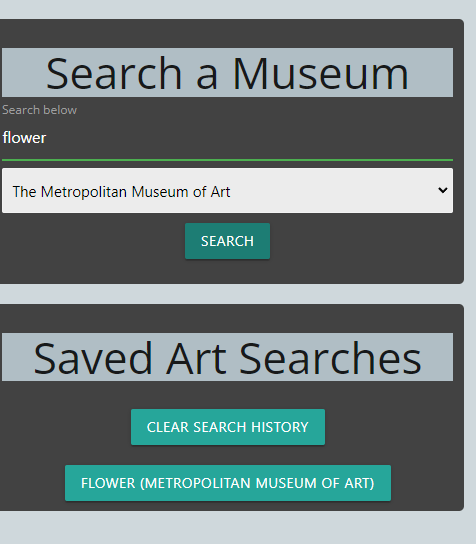 Search a Museum
Search below
flower
The Metropolitan Museum of Art
SEARCH
Saved Art Searches
CLEAR SEARCH HISTORY
FLOWER (METROPOLITAN MUSEUM OF ART)